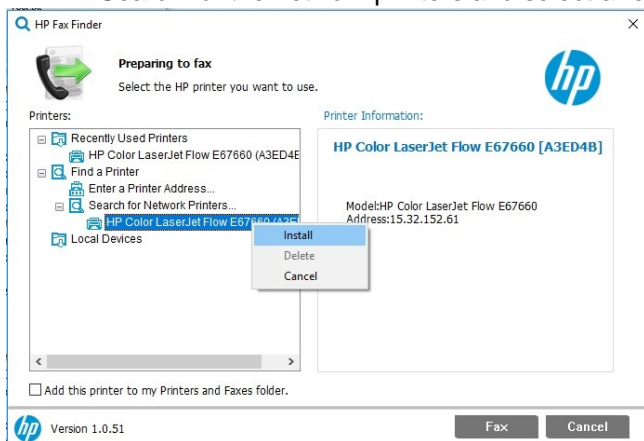 HP Fax Finder
Preparing to fax
Select the HP printer you want to use.
hp
Printers:
Printer Information:
Recently Used Printers
HP Color LaserJet Flow E67660 (A3ED4E
Find a Printer
Enter a Printer Address...
Search for Network Printers...
HP Color LaserJet Flow E67660 (A3E
Local Devices
Install
Delete
Cancel
HP Color LaserJet Flow E67660 [A3ED4B]
Model:HP Color LaserJet Flow E67660
Address:15.32.152.61
Add this printer to my Printers and Faxes folder.
hp
Version 1.0.51
Fax
Cancel